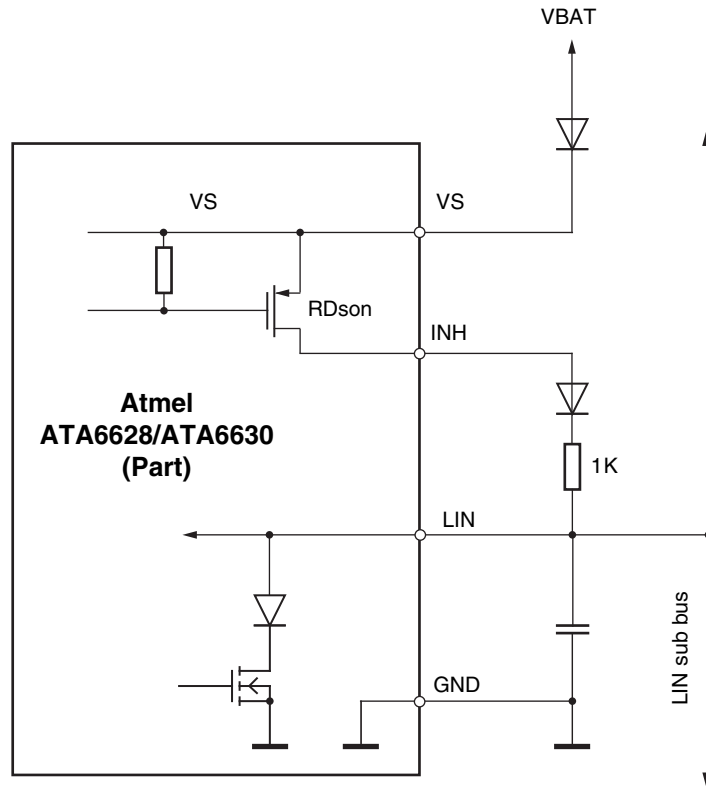 VBAT
VS
VS
RDson
INH
Atmel
ATA6628/ATA6630
(Part)
1K
LIN
LIN sub bus
GND